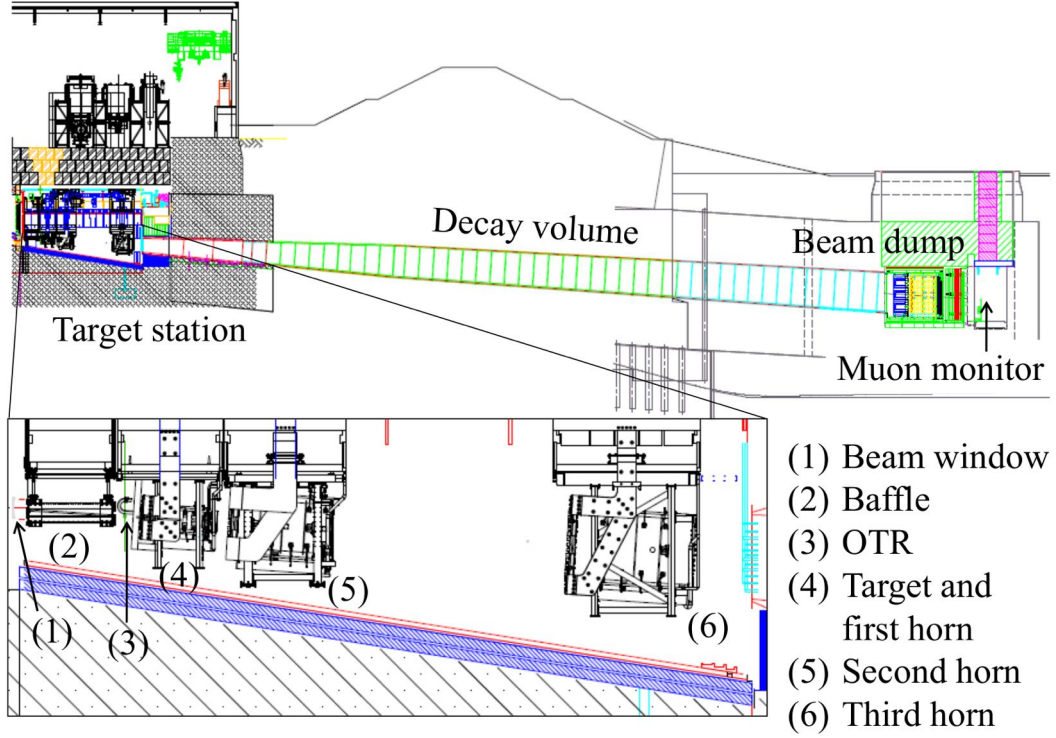 Decay volume
Beam dump
Target station
Muon monitor
(1) Beam window
(2) Baffle
(3) OTR
(4) Target and
first horn
(5) Second horn
(6) Third horn
(2)
(4)
(5)
(6)
(1)
(3)